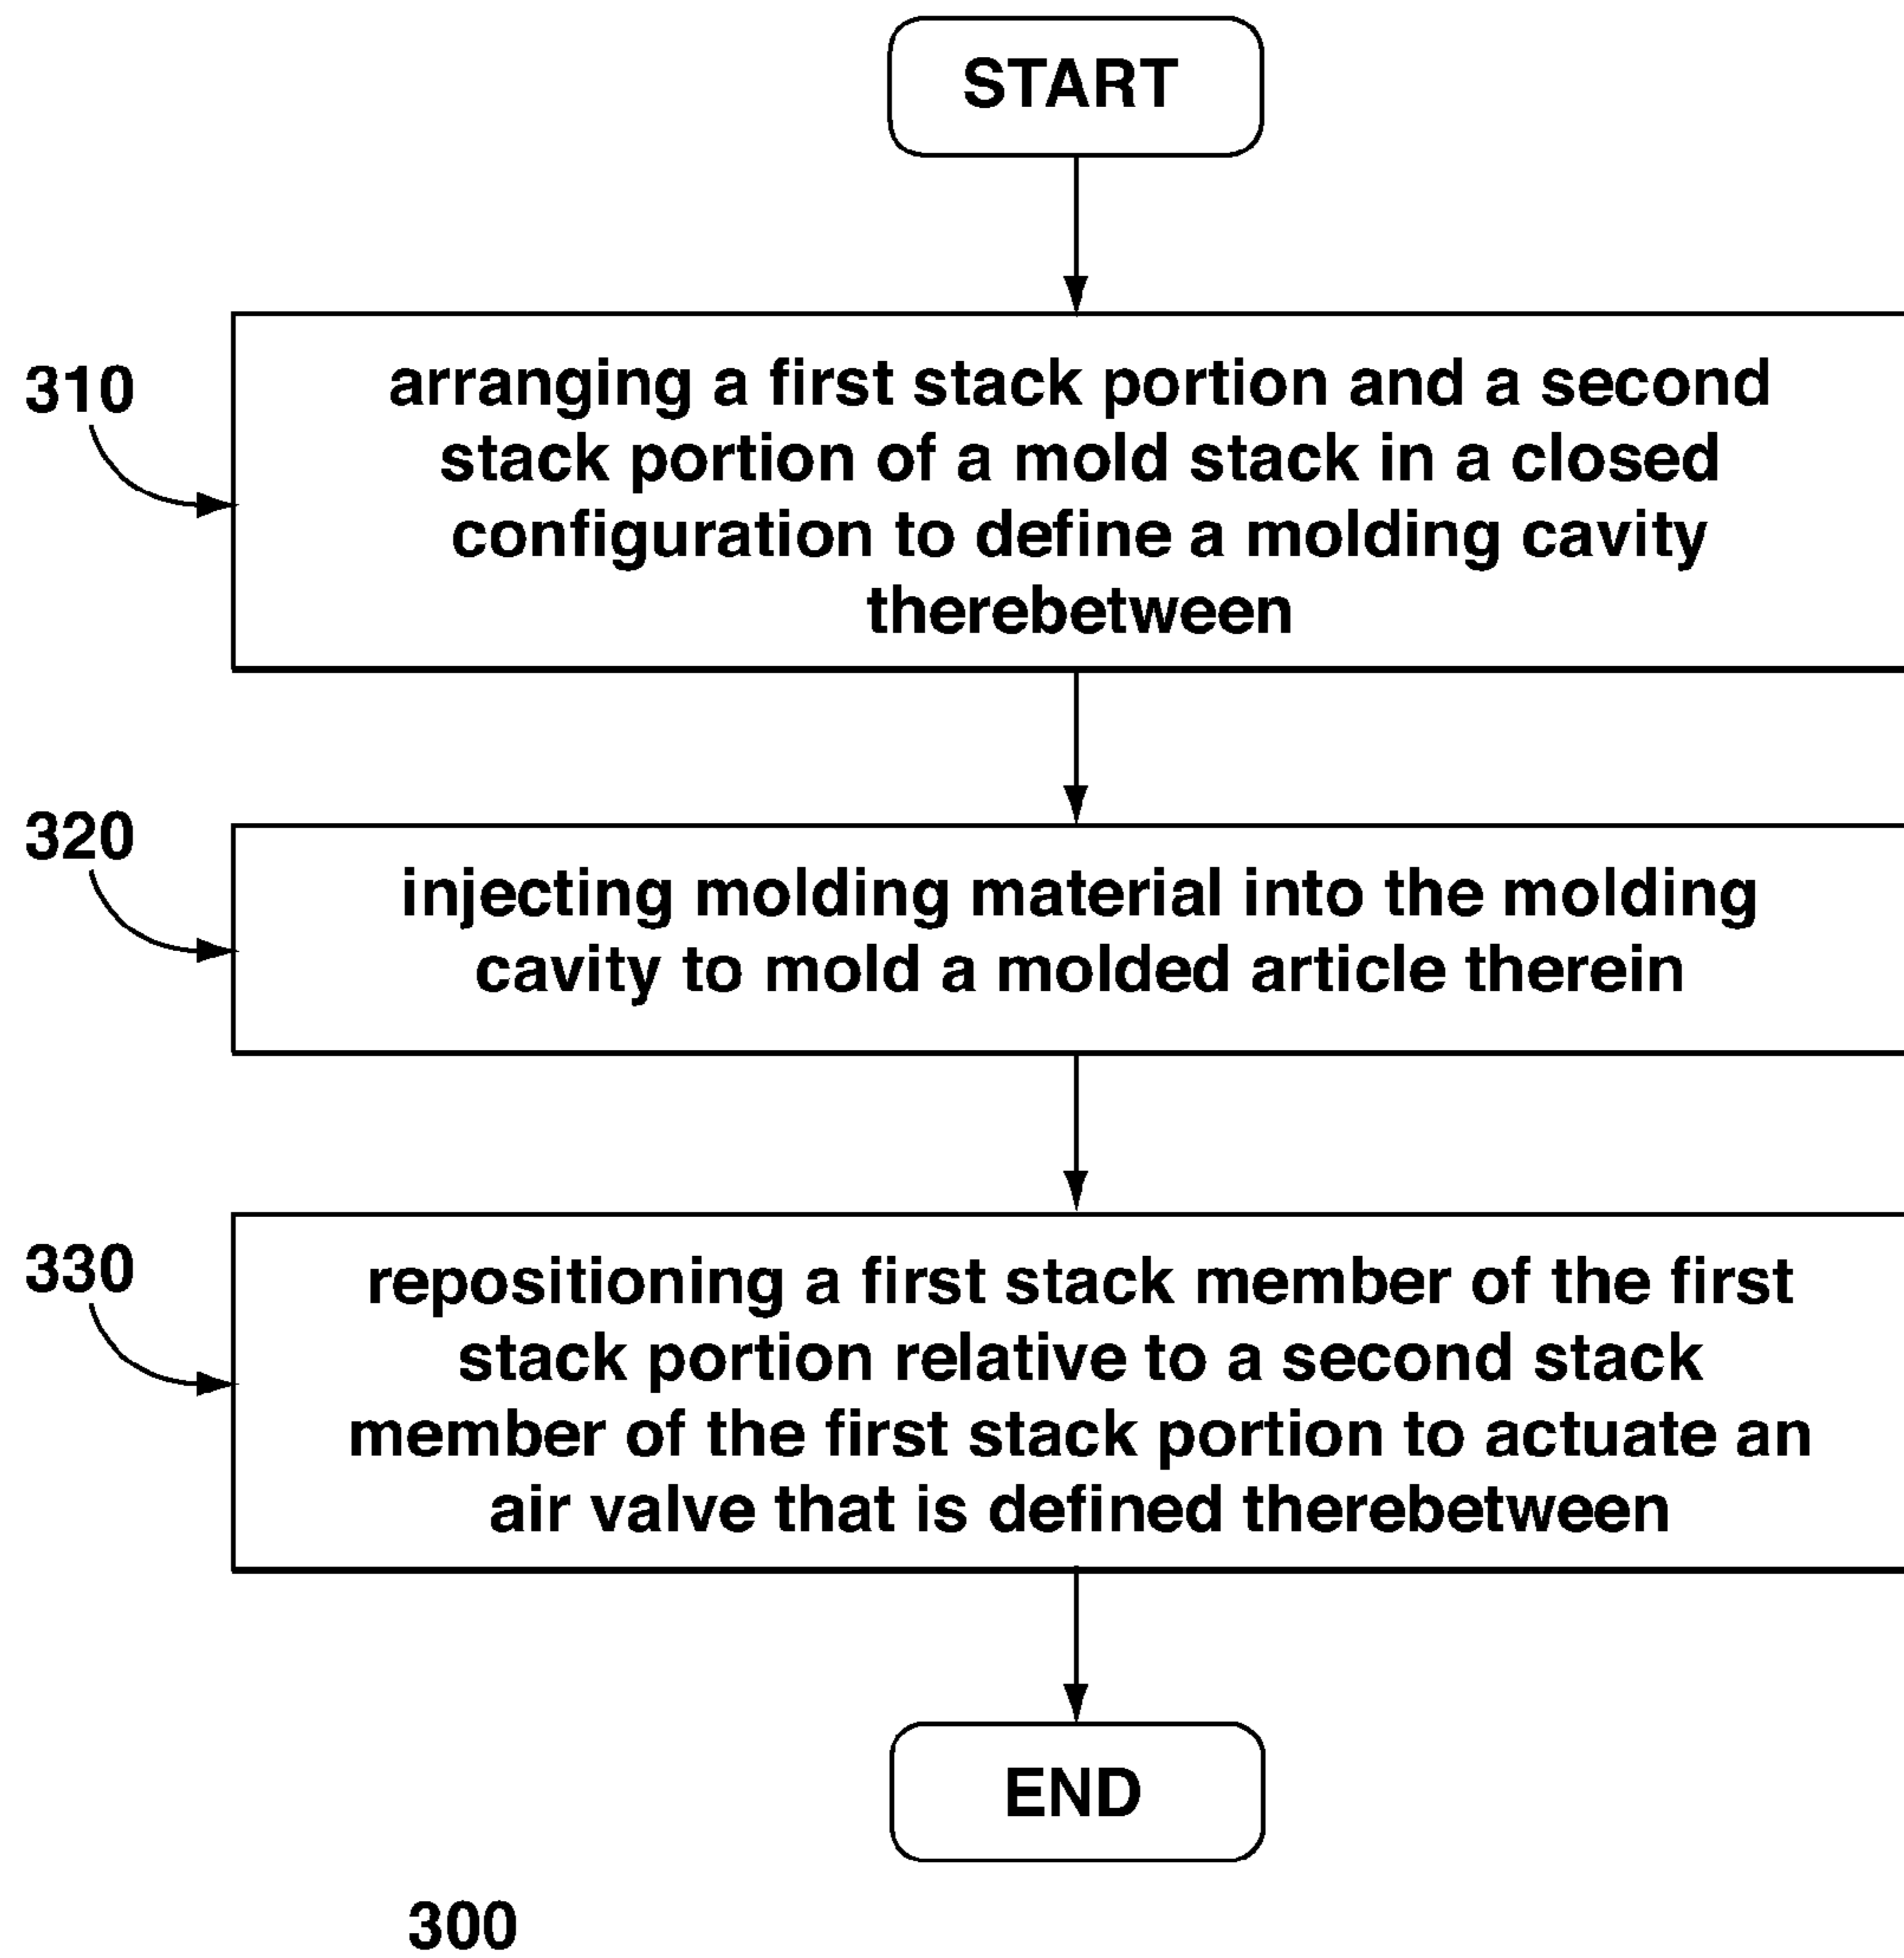 START
310
arranging a first stack portion and a second
stack portion of a mold stack in a closed
configuration to define a molding cavity
therebetween
320
injecting molding material into the molding
cavity to mold a molded article therein
330
repositioning a first stack member of the first
stack portion relative to a second stack
member of the first stack portion to actuate an
air valve that is defined therebetween
END
300